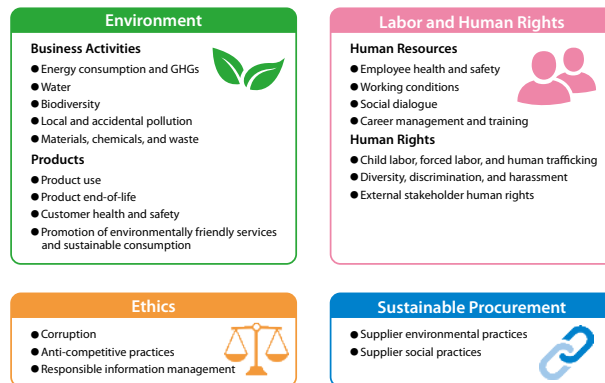 Environment
Business Activities
● Energy consumption and GHGs
● Water
● Biodiversity
● Local and accidental pollution
● Materials, chemicals, and waste
Products
● Product use
● Product end-of-life
● Customer health and safety
● Promotion of environmentally friendly services
and sustainable consumption
Labor and Human Rights
Human Resources
● Employee health and safety
● Working conditions
● Social dialogue
● Career management and training
Human Rights
● Child labor, forced labor, and human trafficking
● Diversity, discrimination, and harassment
● External stakeholder human rights
Ethics
● Corruption
● Anti-competitive practices
● Responsible information management
Sustainable Procurement
● Supplier environmental practices
● Supplier social practices